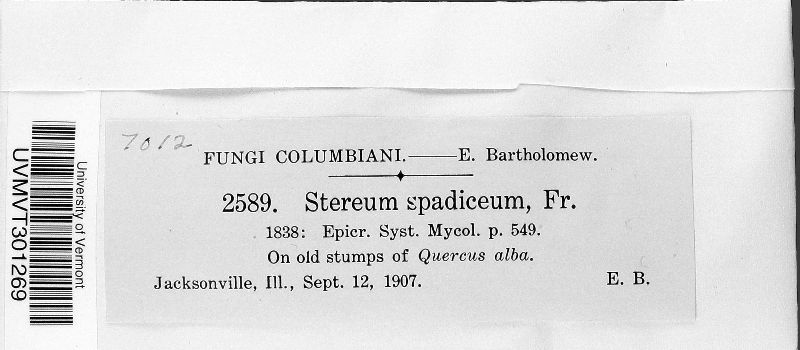 7012
FUNGI COLUMBIANI.——E. Bartholomew.
2589. Stereum spadiceum, Fr.
1838: Epicr. Syst. Mycol. p. 549.
On old stumps of Quercus alba.
Jacksonville, Ill., Sept. 12, 1907. E. B.
University of Vermont
UVMVT301269